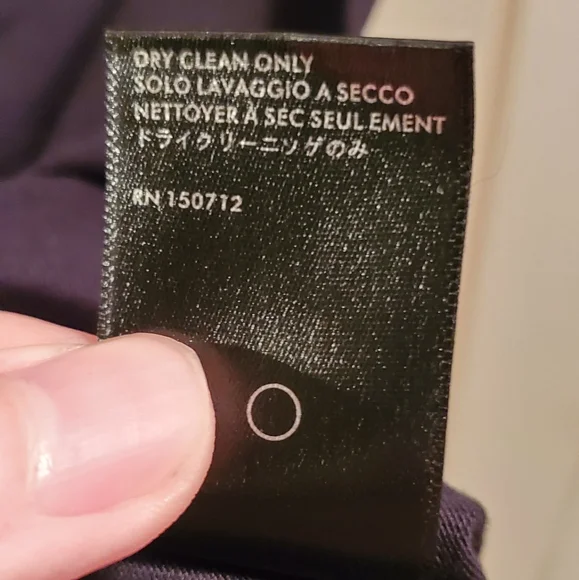 DRY CLEAN ONLY
SOLO LAVAGGIO A SECCO
NETTOYER À SEC SEULEMENT
ドライクリーニングのみ
RN 150712